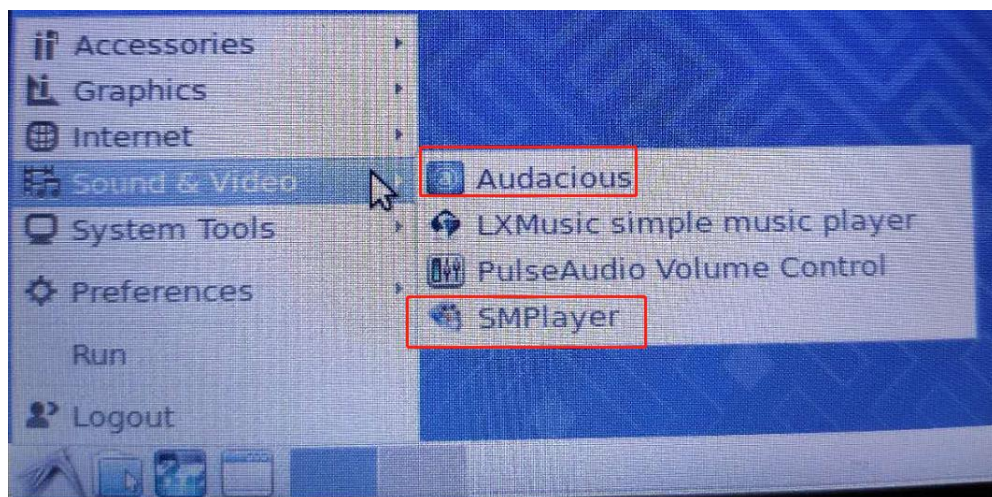 Accessories
Graphics
Internet
Sound & Video
System Tools
Preferences
Run
Logout
Audacious
LXMusic simple music player
PulseAudio Volume Control
SMPlayer